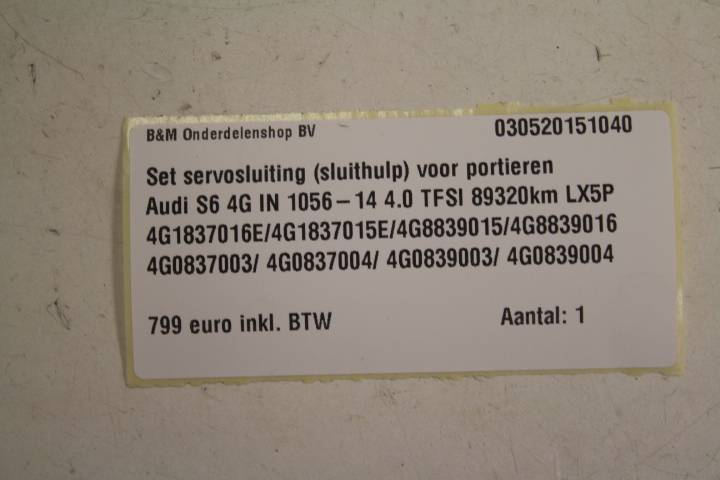 B&M Onderdelenshop BV 030520151040
Set servosluiting (sluithulp) voor portieren
Audi S6 4G IN 1056-14 4.0 TFSI 89320km LX5P
4G1837016E/4G1837015E/4G8839015/4G8839016
4G0837003/ 4G0837004/ 4G0839003/ 4G0839004
799 euro inkl. BTW Aantal: 1